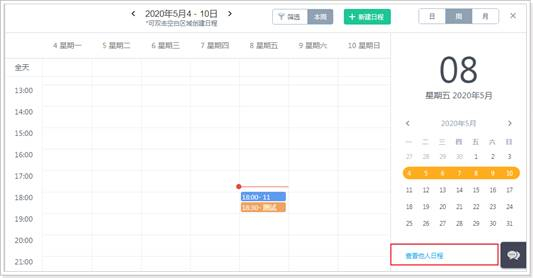 2020年5月4 - 10日
*可双击空白区域创建日程
筛选 本周
+ 新建日程
日 周 月
4 星期一 5 星期二 6 星期三 7 星期四 8 星期五 9 星期六 10 星期日
全天
13:00
14:00
15:00
16:00
17:00
18:00
19:00
20:00
21:00
18:00- 11
18:30- 测试
08
星期五 2020年5月
2020年5月
一 二 三 四 五 六 日
27 28 29 30 1 2 3
4 5 6 7 8 9 10
11 12 13 14 15 16 17
18 19 20 21 22 23 24
25 26 27 28 29 30 31
查看他人日程